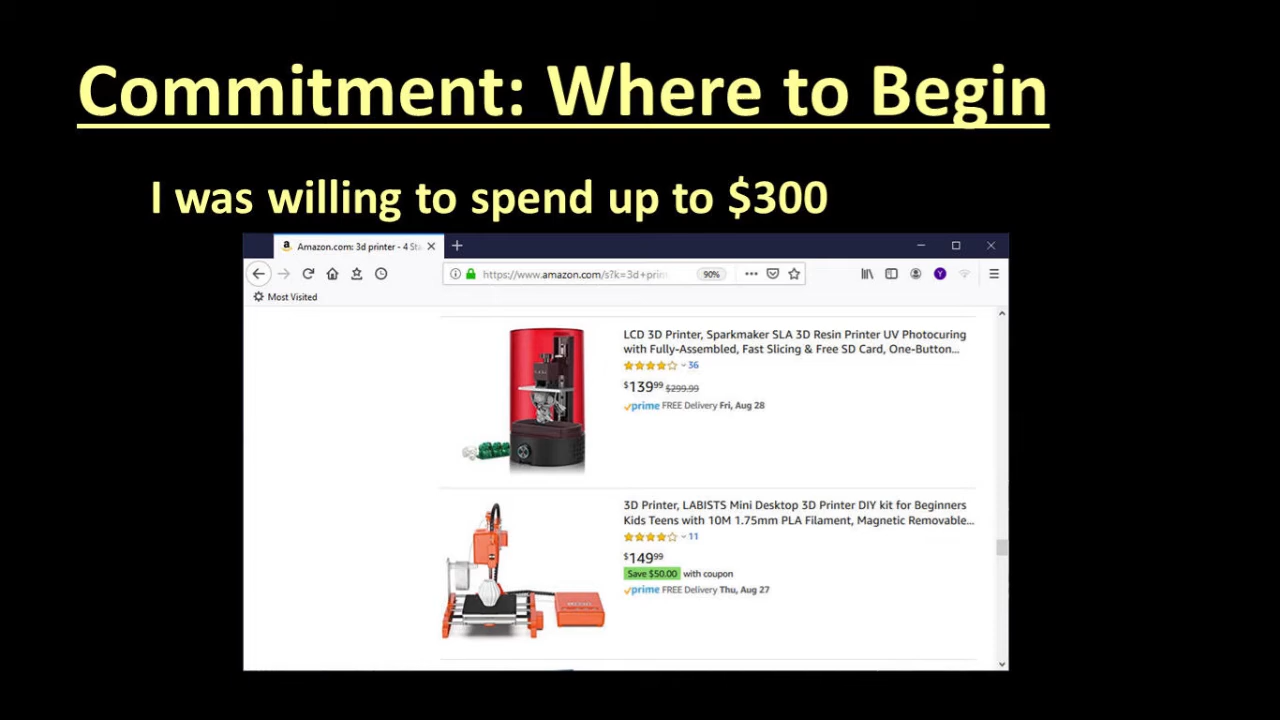 Commitment: Where to Begin
I was willing to spend up to $300
Amazon.com: 3d printer - 4 St
https://www.amazon.com/s?k=3d+prin
90%
Y
Most Visited
LCD 3D Printer, Sparkmaker SLA 3D Resin Printer UV Photocuring
with Fully-Assembled, Fast Slicing & Free SD Card, One-Button...
36
$139.99 $299.99
prime FREE Delivery Fri, Aug 28
3D Printer, LABISTS Mini Desktop 3D Printer DIY kit for Beginners
Kids Teens with 10M 1.75mm PLA Filament, Magnetic Removable...
11
$149.99
Save $50.00 with coupon
prime FREE Delivery Thu, Aug 27